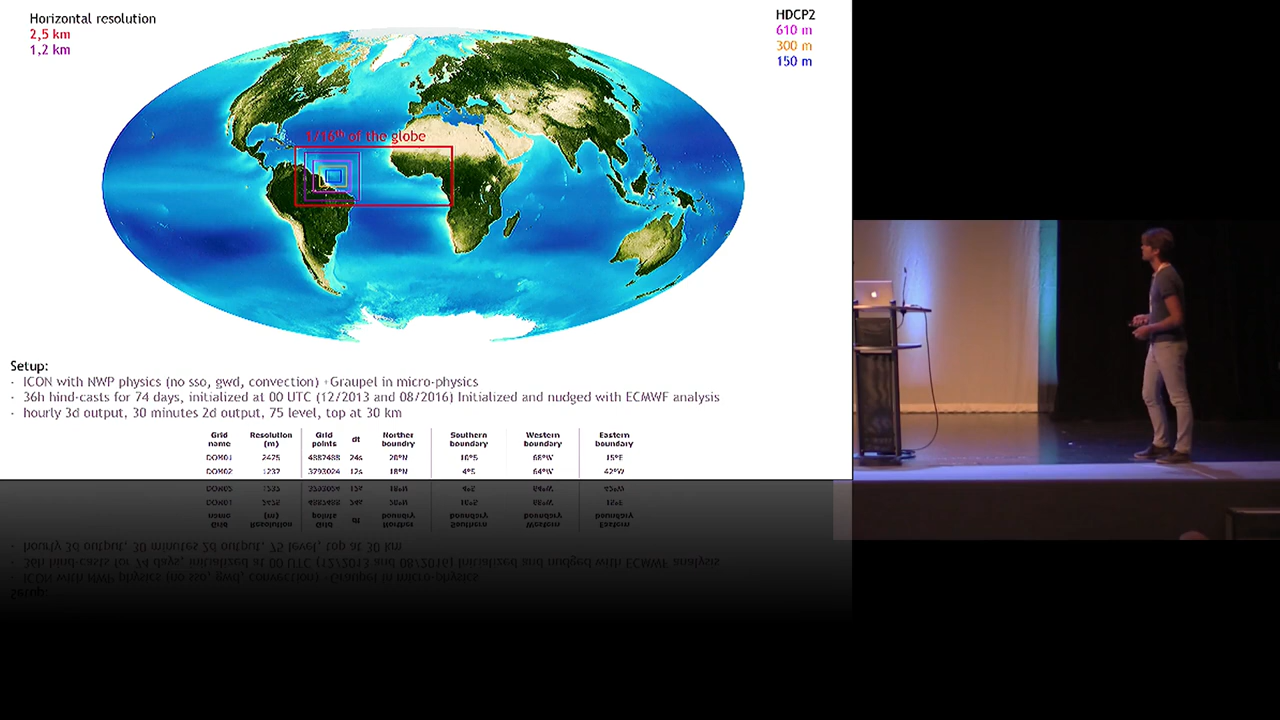 Horizontal resolution
2,5 km
1,2 km
HDCP2
610 m
300 m
150 m
1/16th of the globe
Setup:
· ICON with NWP physics (no sso, gwd, convection) +Graupel in micro-physics
· 36h hind-casts for 74 days, initialized at 00 UTC (12/2013 and 08/2016) Initialized and nudged with ECMWF analysis
· hourly 3d output, 30 minutes 2d output, 75 level, top at 30 km
Grid name Resolution (m) Grid points dt Norther boundry Southern boundary Western boundary Eastern boundary
DOM01 2475 4887488 24s 20°N 10°S 68°W 15°E
DOM02 1237 3793024 12s 18°N 4°S 64°W 42°W